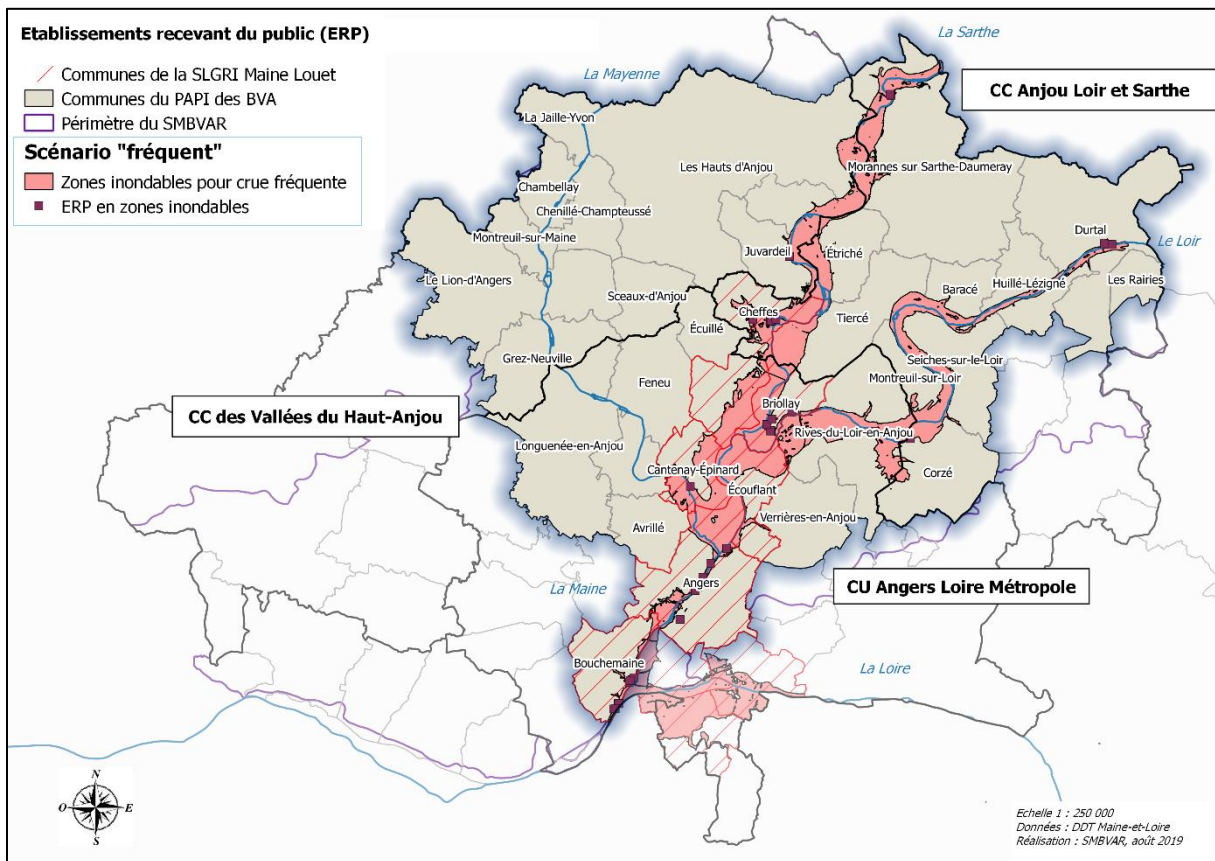 Etablissements recevant du public (ERP)
Communes de la SLGRI Maine Louet
Communes du PAPI des BVA
Périmètre du SMBVAR
Scénario "fréquent"
Zones inondables pour crue fréquente
ERP en zones inondables
La Sarthe
La Mayenne
CC Anjou Loir et Sarthe
La Jaille-Yvon
Les Hauts d'Anjou
Morannes sur Sarthe-Daumeray
Chambellay
Chenillé-Champteussé
Montreuil-sur-Maine
Durtal
Le Loir
Juvardeil
Étriché
Le Lion-d'Angers
Huillé-Lézigné
Les Rairies
Baracé
Sceaux-d'Anjou
Cheffes
Tiercé
Écuillé
Grez-Neuville
Seiches-sur-le-Loir
Feneu
Montreuil-sur-Loir
Briollay
CC des Vallées du Haut-Anjou
Rives-du-Loir-en-Anjou
Longuenée-en-Anjou
Cantenay-Épinard
Corzé
Écouflant
Avrillé
Verrières-en-Anjou
La Maine
Angers
CU Angers Loire Métropole
Bouchemaine
La Loire
N
O
E
S
Echelle 1 : 250 000
Données : DDT Maine-et-Loire
Réalisation : SMBVAR, août 2019